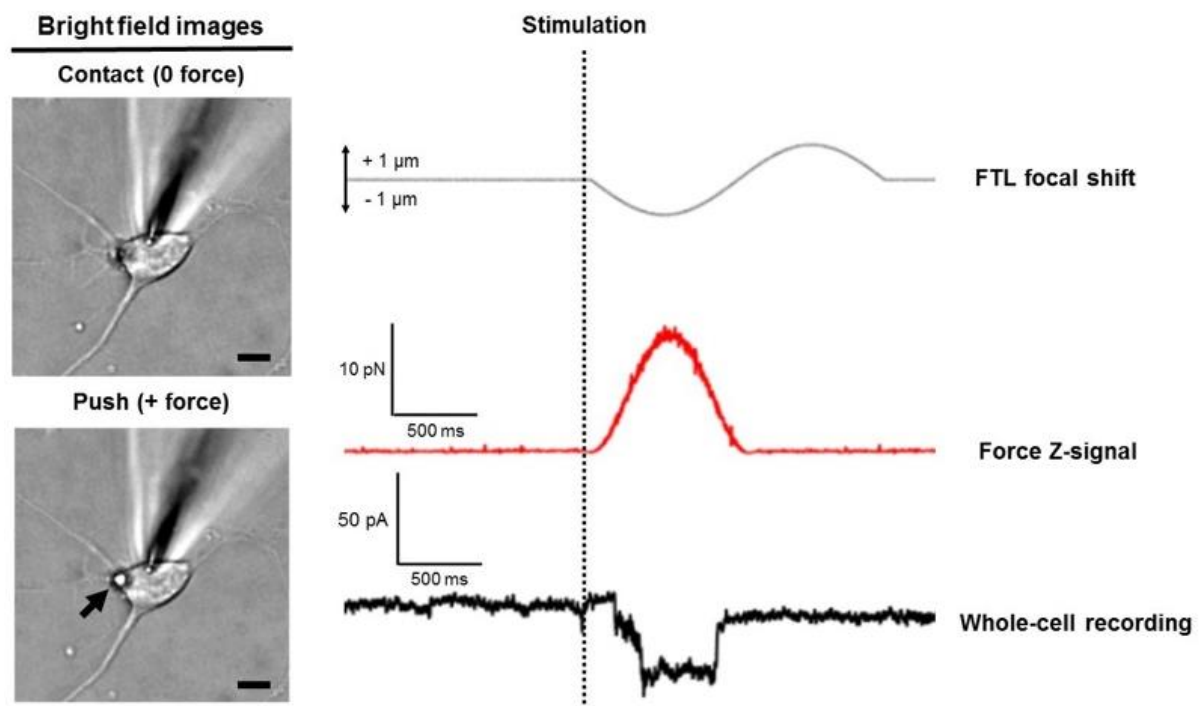 Bright field images
Contact (0 force)
Push (+ force)
Stimulation
+ 1 µm
- 1 µm
FTL focal shift
10 pN
500 ms
Force Z-signal
50 pA
500 ms
Whole-cell recording